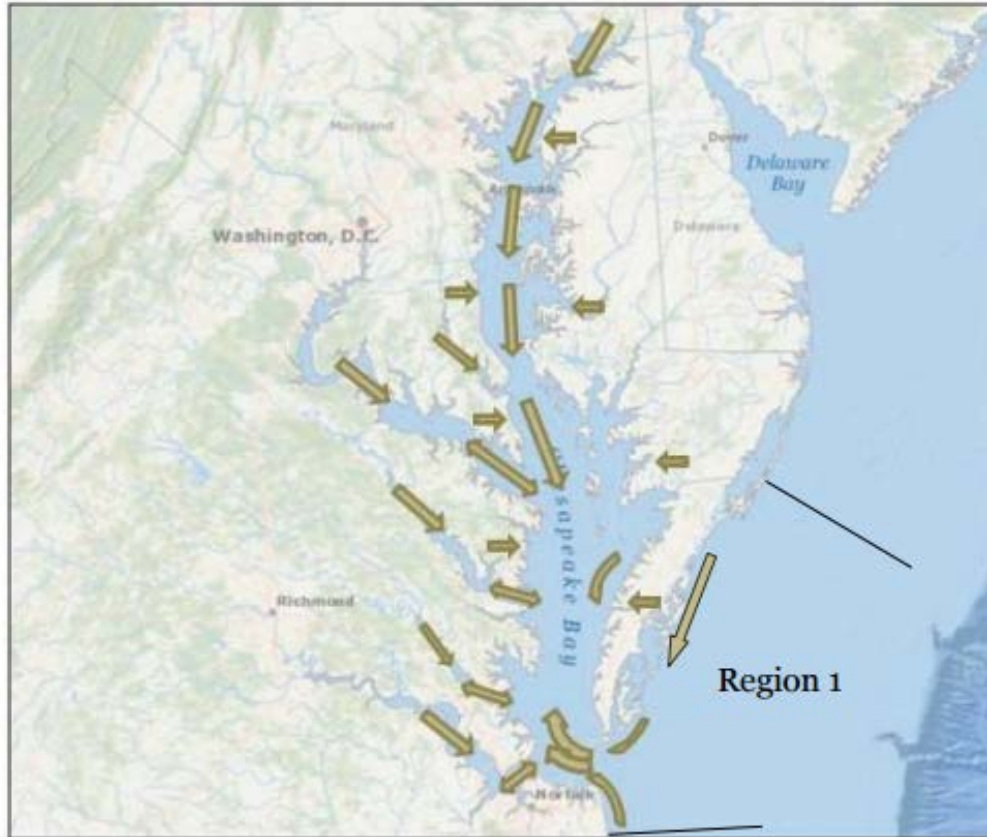 Maryland
Dover
Delaware
Bay
Washington, D.C.
Delaware
sapeake Bay
Richmond
Region 1
Norfolk